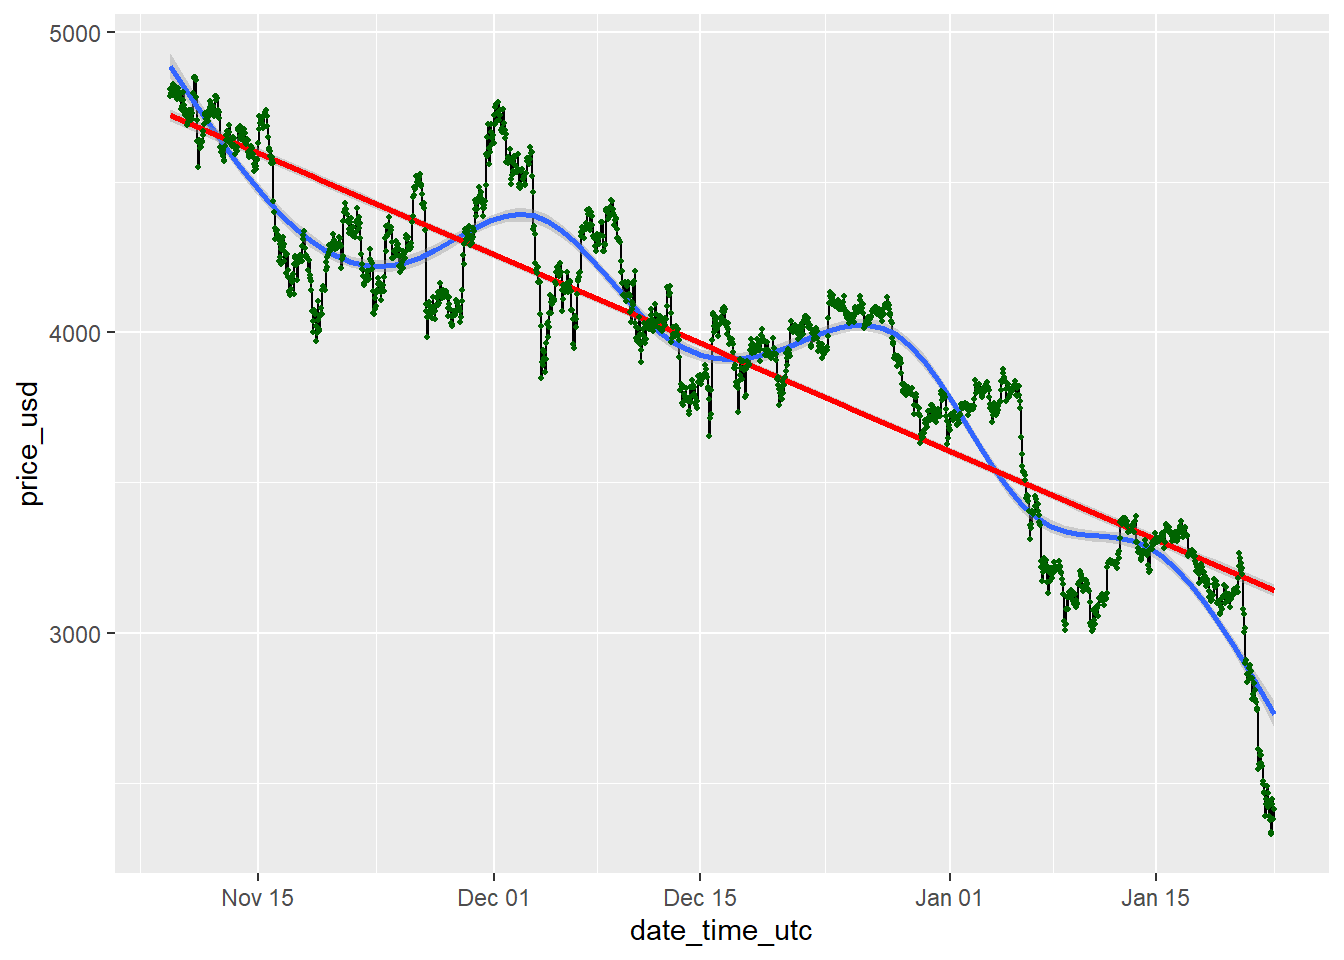 5000
4000
3000
price_usd
Nov 15
Dec 01
Dec 15
Jan 01
Jan 15
date_time_utc